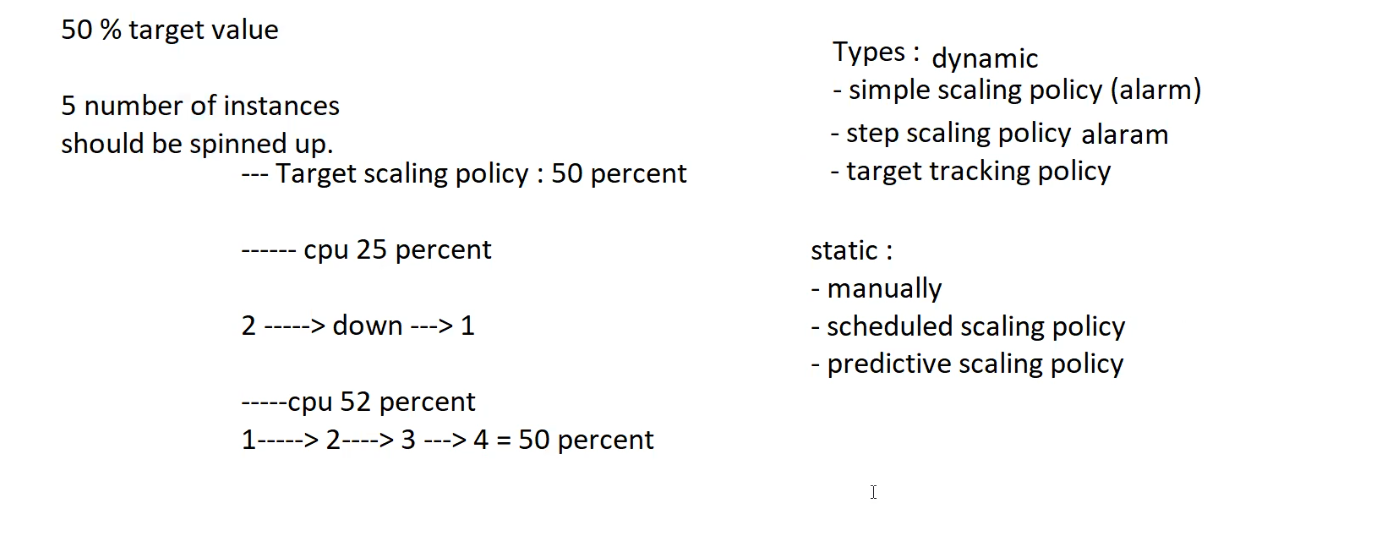 50 % target value
5 number of instances
should be spinned up.
--- Target scaling policy : 50 percent
------ cpu 25 percent
2 -----> down ---> 1
-----cpu 52 percent
1-----> 2----> 3 ---> 4 = 50 percent
Types : dynamic
- simple scaling policy (alarm)
- step scaling policy alaram
- target tracking policy
static :
- manually
- scheduled scaling policy
- predictive scaling policy